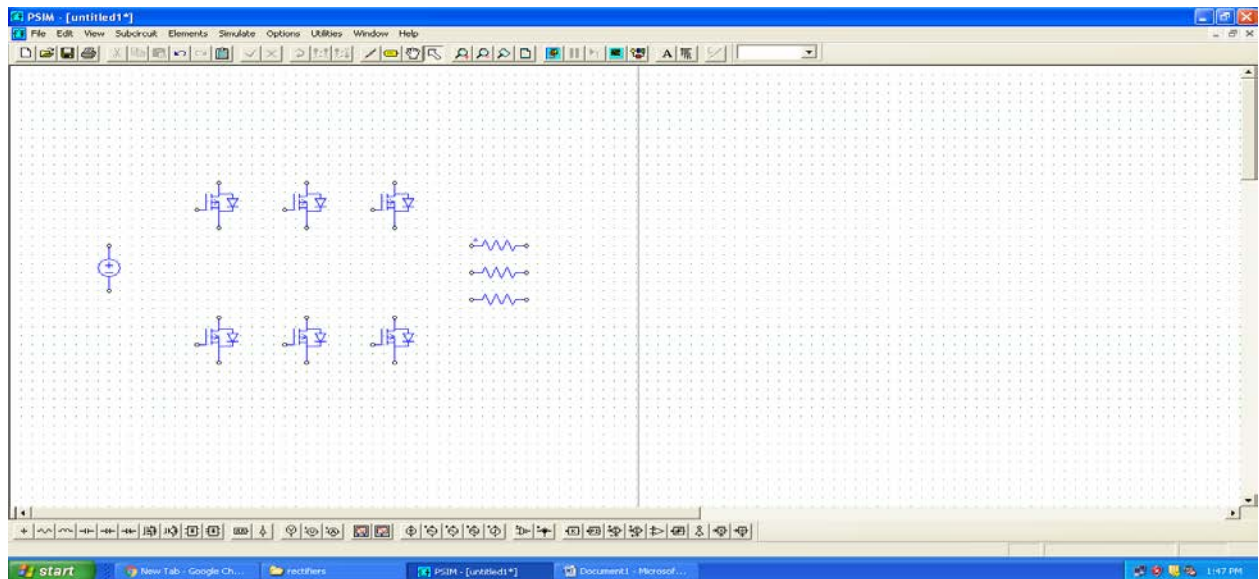 PSIM - [untitled1*]
File Edit View Subcircuit Elements Simulate Options Utilities Window Help
start
New Tab - Google Ch...
rectifiers
PSIM - [untitled1*]
Document1 - Microsof...
1:47 PM